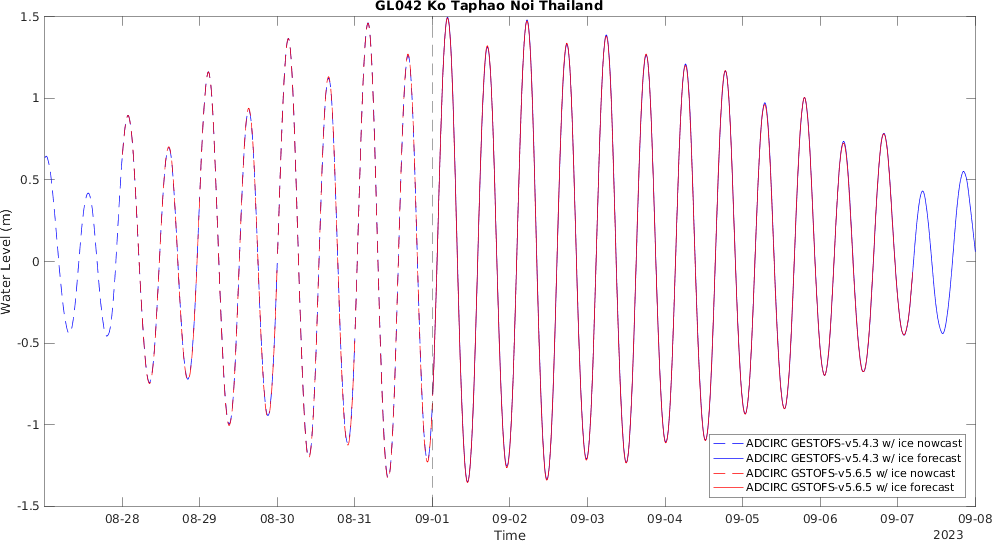 GL042 Ko Taphao Noi Thailand
1.5
1
0.5
0
-0.5
-1
-1.5
Water Level (m)
08-28 08-29 08-30 08-31 09-01 09-02 09-03 09-04 09-05 09-06 09-07 09-08
Time
2023
ADCIRC GESTOFS-v5.4.3 w/ ice nowcast
ADCIRC GESTOFS-v5.4.3 w/ ice forecast
ADCIRC GSTOFS-v5.6.5 w/ ice nowcast
ADCIRC GSTOFS-v5.6.5 w/ ice forecast